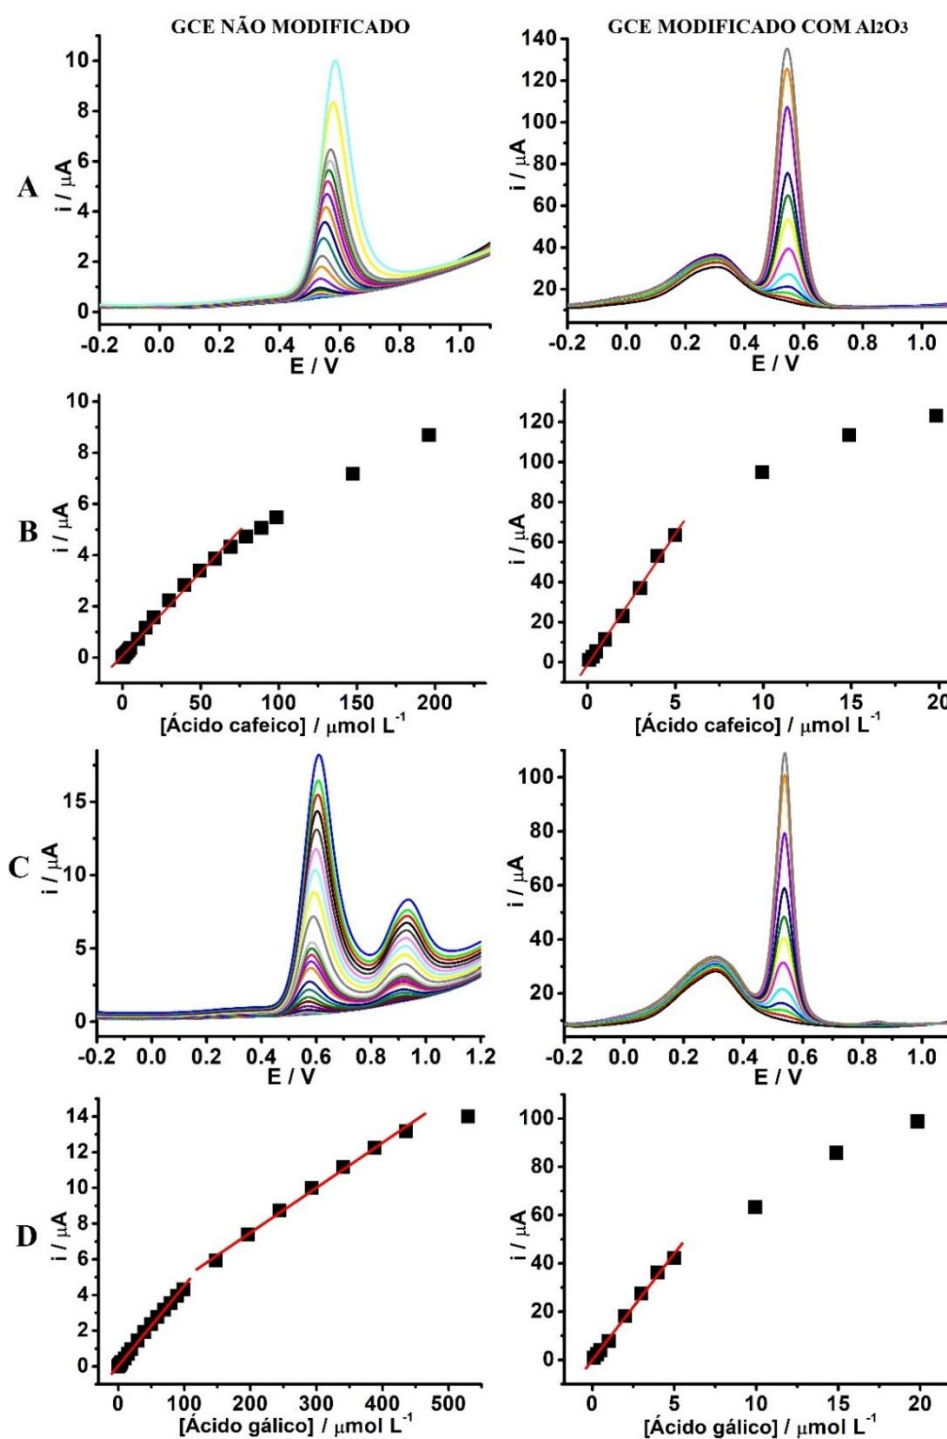 GCE NÃO MODIFICADO
GCE MODIFICADO COM Al2O3
A
i / μA
10
8
6
4
2
0
-0.2 0.0 0.2 0.4 0.6 0.8 1.0
E / V
i / μA
140
120
100
80
60
40
20
-0.2 0.0 0.2 0.4 0.6 0.8 1.0
E / V
B
i / μA
10
8
6
4
2
0
0 50 100 150 200
[Ácido cafeico] / μmol L-1
i / μA
120
100
80
60
40
20
0
0 5 10 15 20
[Ácido cafeico] / μmol L-1
C
i / μA
15
10
5
0
-0.2 0.0 0.2 0.4 0.6 0.8 1.0 1.2
E / V
i / μA
100
80
60
40
20
-0.2 0.0 0.2 0.4 0.6 0.8 1.0
E / V
D
i / μA
14
12
10
8
6
4
2
0
0 100 200 300 400 500
[Ácido gálico] / μmol L-1
i / μA
100
80
60
40
20
0
0 5 10 15 20
[Ácido gálico] / μmol L-1